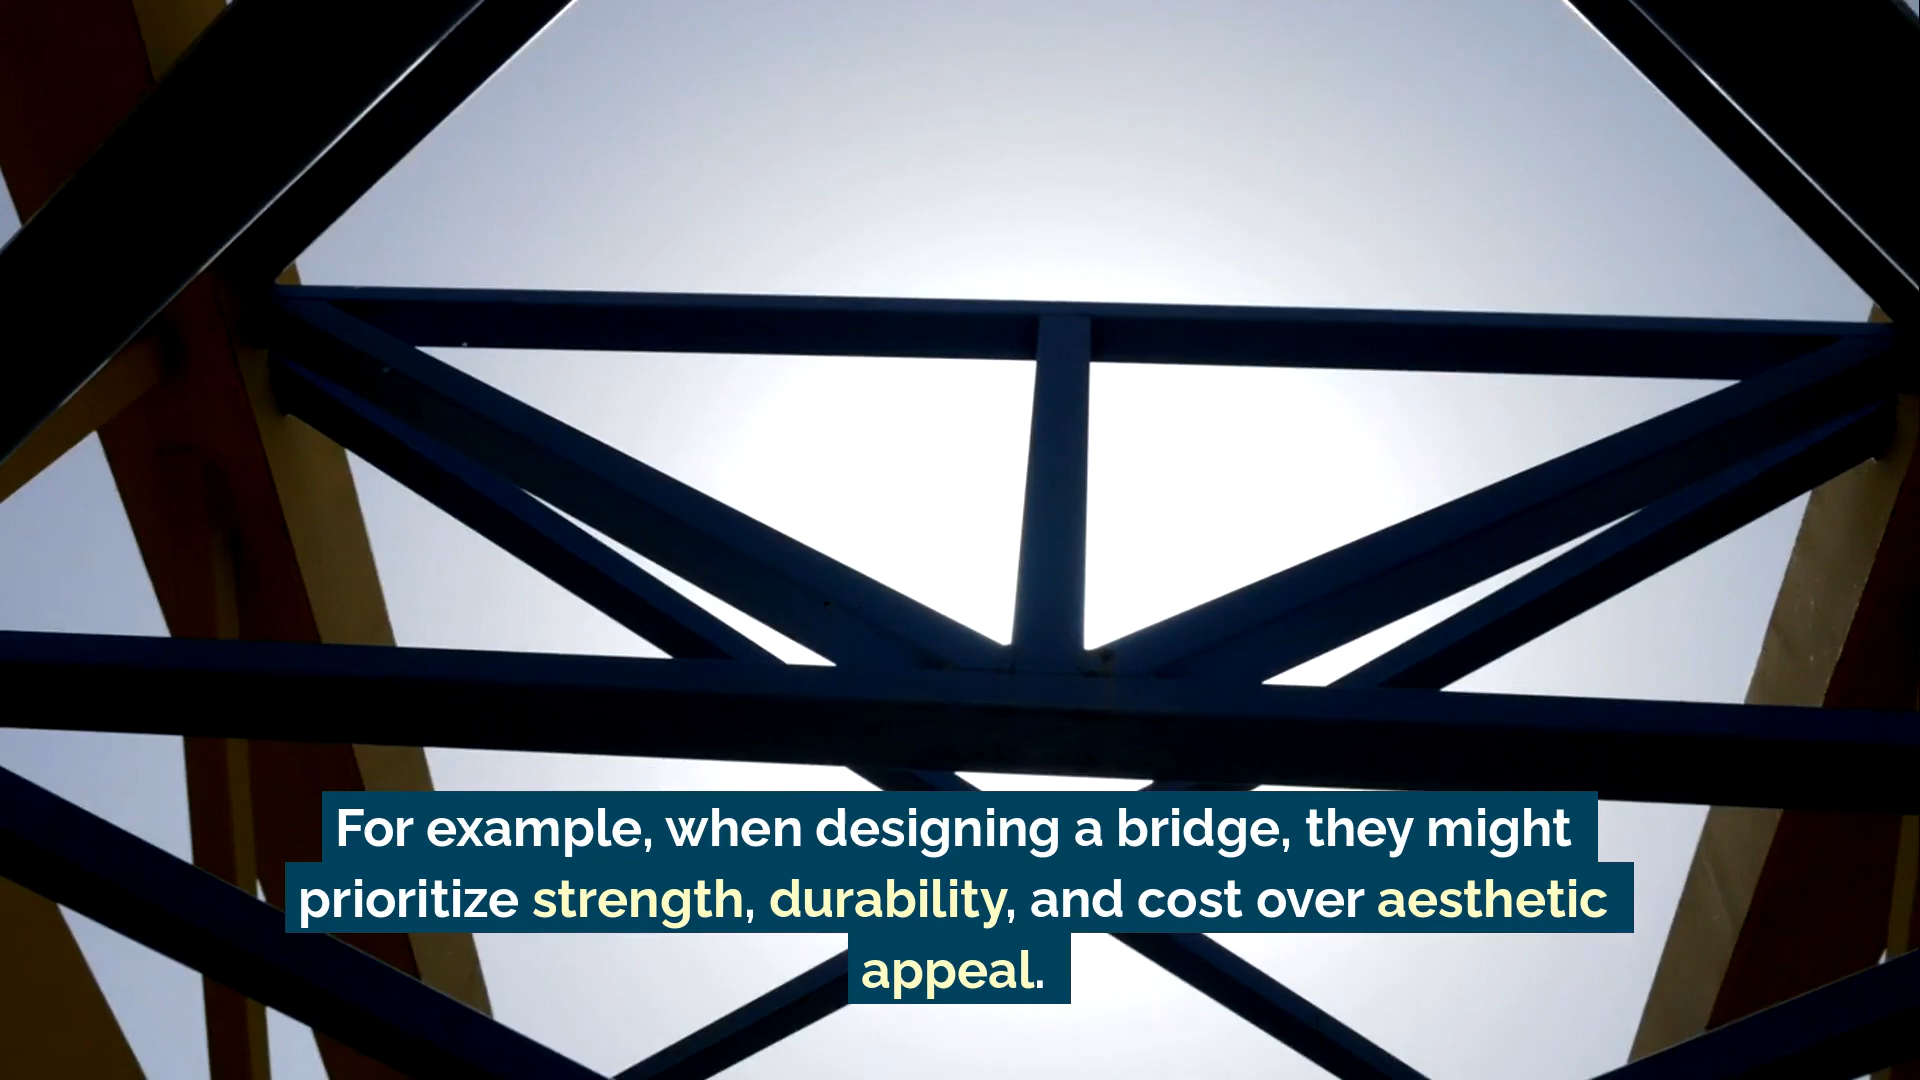 For example, when designing a bridge, they might
prioritize strength, durability, and cost over aesthetic
appeal.